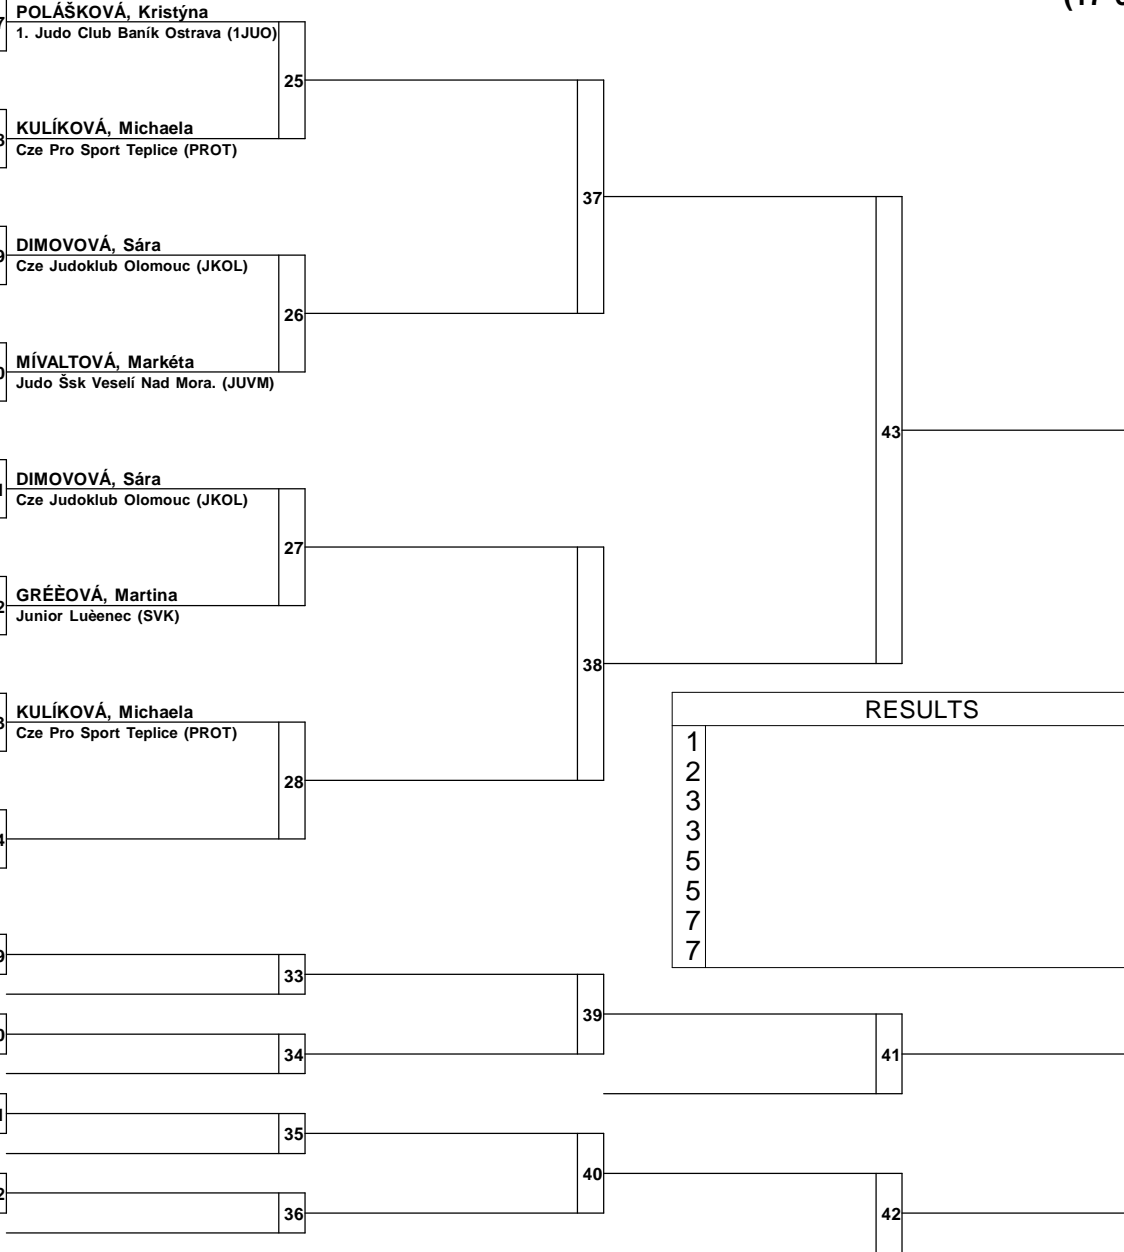 POLÁŠKOVÁ, Kristýna
1. Judo Club Baník Ostrava (1JUO)
25
KULÍKOVÁ, Michaela
Cze Pro Sport Teplice (PROT)
37
DIMOVOVÁ, Sára
Cze Judoklub Olomouc (JKOL)
26
MÍVALTOVÁ, Markéta
Judo Šsk Veselí Nad Mora. (JUVM)
43
DIMOVOVÁ, Sára
Cze Judoklub Olomouc (JKOL)
27
GRÉÈOVÁ, Martina
Junior Luèenec (SVK)
38
KULÍKOVÁ, Michaela
Cze Pro Sport Teplice (PROT)
28
RESULTS
1
2
3
3
5
5
7
7
33
39
34
41
35
40
36
42